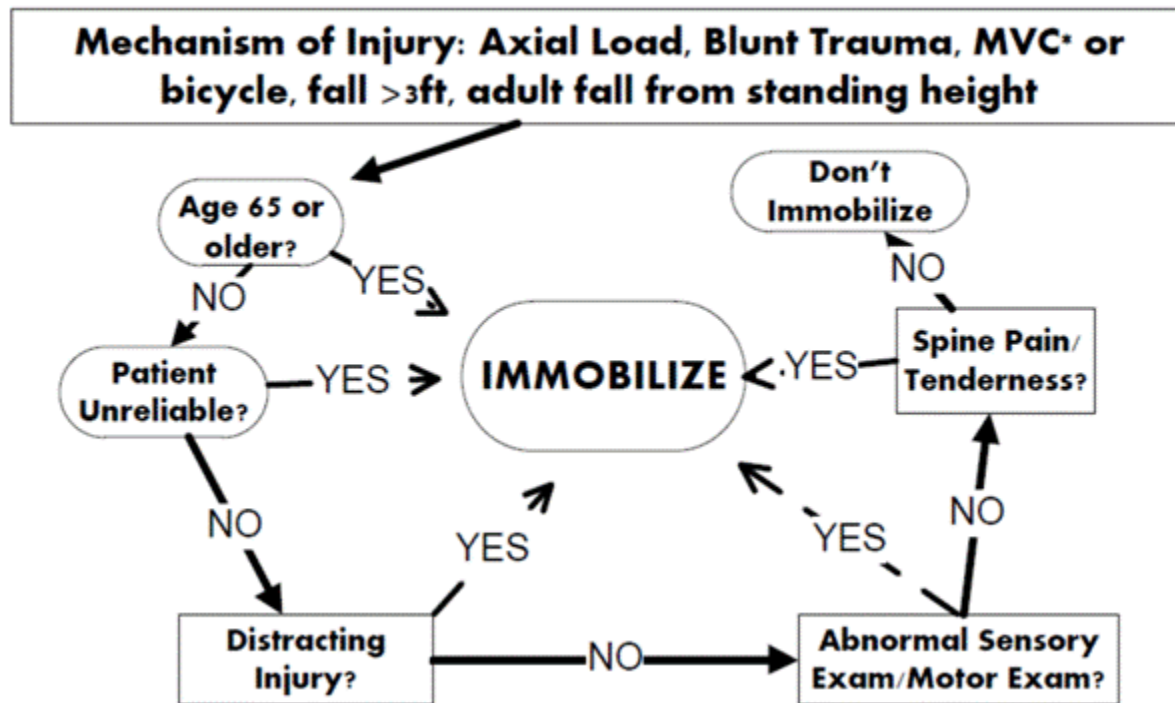 Mechanism of Injury: Axial Load, Blunt Trauma, MVC* or
bicycle, fall >3ft, adult fall from standing height
Age 65 or
older?
Don't
Immobilize
YES
NO
NO
Patient
Unreliable?
YES
IMMOBILIZE
YES
Spine Pain/
Tenderness?
NO
YES
YES
NO
Distracting
Injury?
NO
Abnormal Sensory
Exam/Motor Exam?